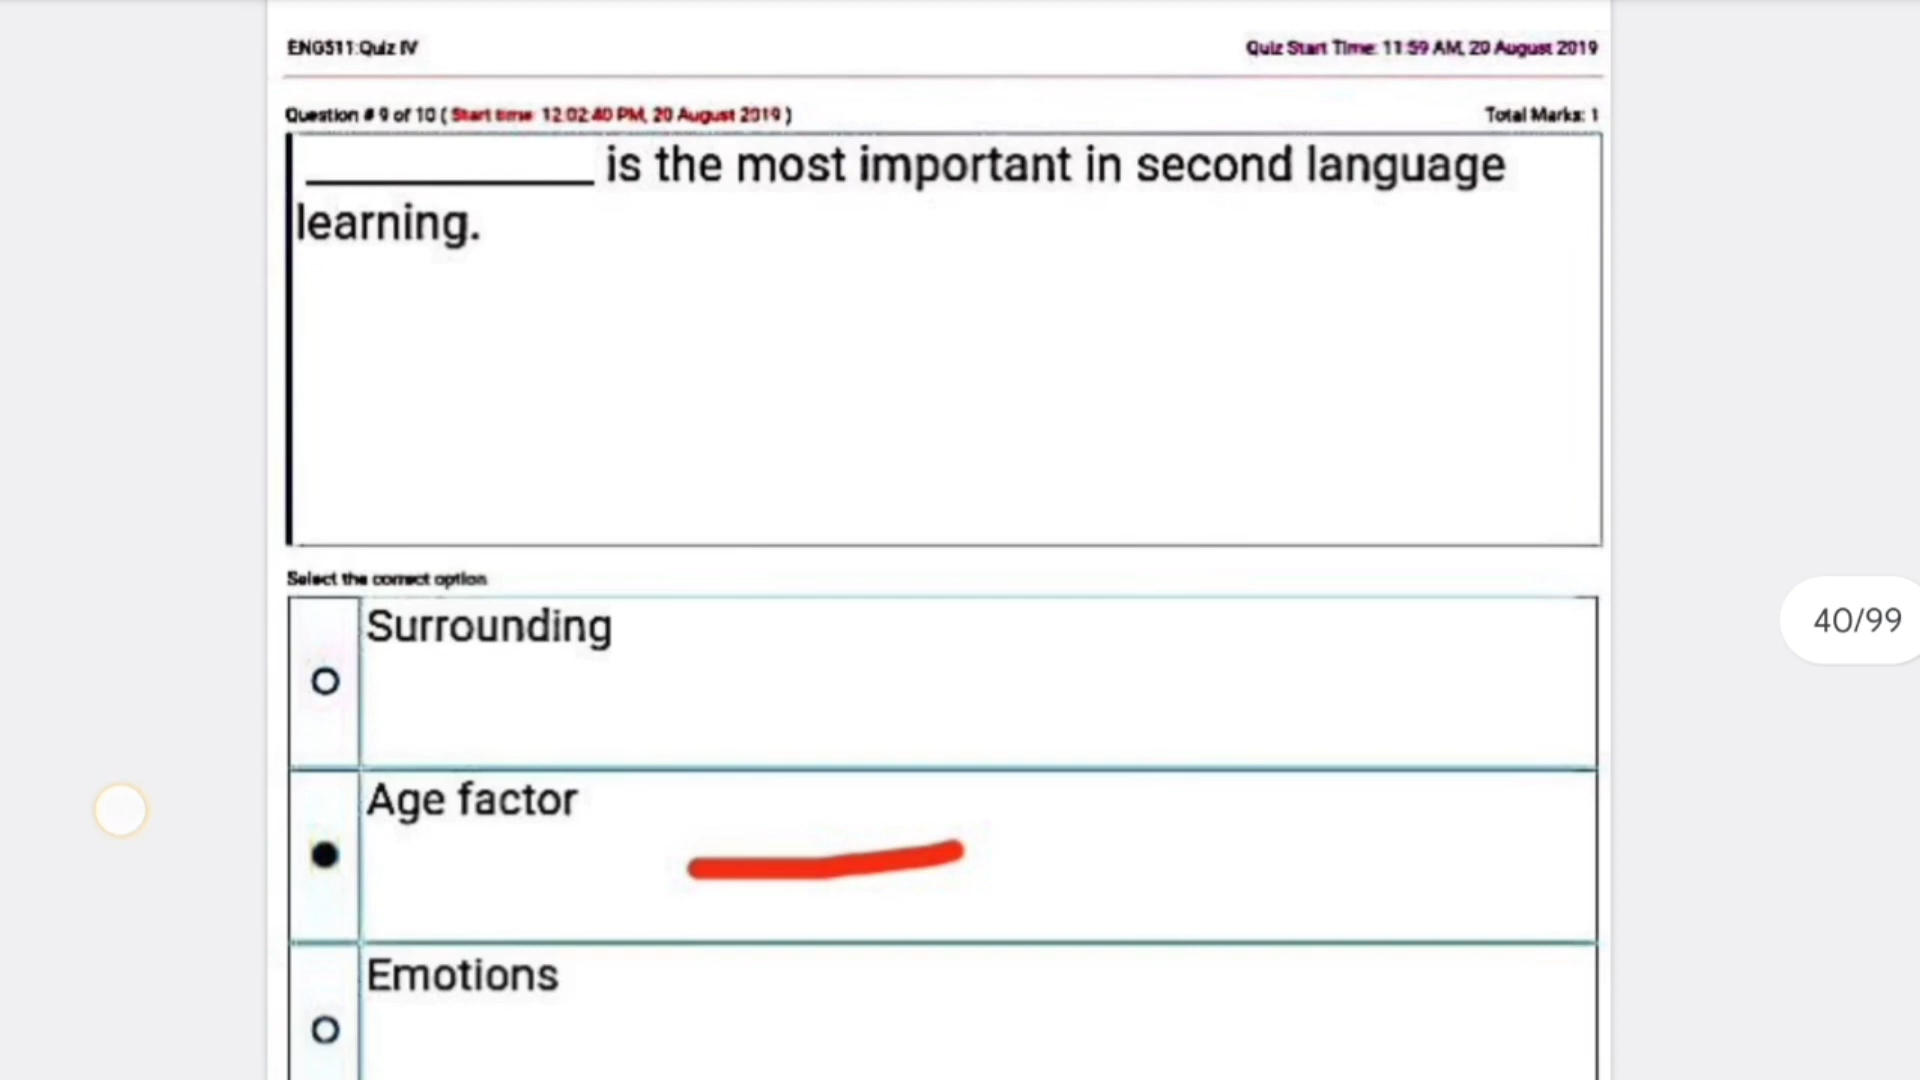 ENG511:Quiz IV
Quiz Start Time: 11:59 AM, 20 August 2019
Question # 9 of 10 ( Start time: 12:02:40 PM, 20 August 2019 )
Total Marks: 1
____________ is the most important in second language
learning.
Select the correct option
Surrounding
40/99
Age factor
Emotions